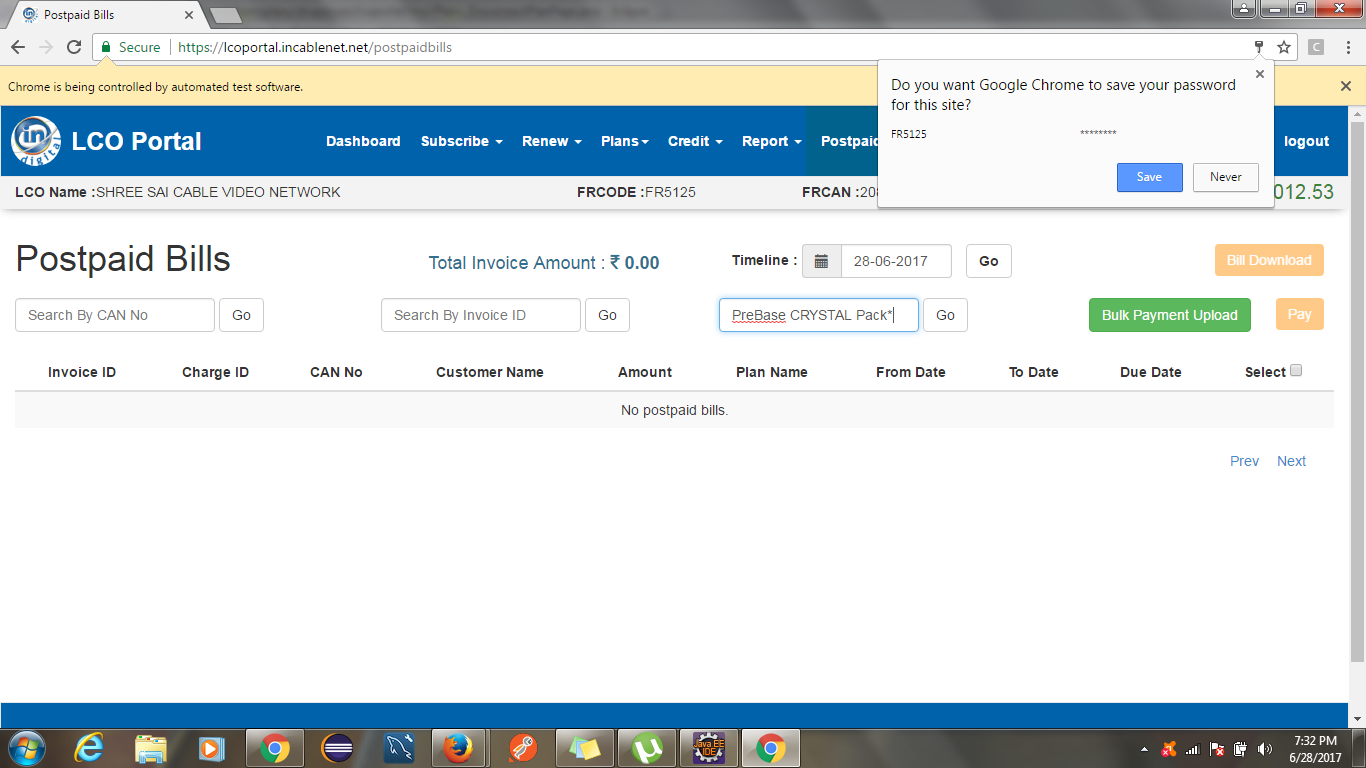 Postpaid Bills
Secure
https://lcoportal.incablenet.net/postpaidbills
C
Chrome is being controlled by automated test software.
Do you want Google Chrome to save your password
for this site?
FR5125 ********
Save Never
in
digital
LCO Portal
Dashboard Subscribe Renew Plans Credit Report Postpaid logout
LCO Name :SHREE SAI CABLE VIDEO NETWORK FRCODE :FR5125 FRCAN :208 012.53
Postpaid Bills
Total Invoice Amount : ₹ 0.00
Timeline : 28-06-2017 Go
Bill Download
Search By CAN No Go Search By Invoice ID Go PreBase CRYSTAL Pack* Go Bulk Payment Upload Pay
Invoice ID Charge ID CAN No Customer Name Amount Plan Name From Date To Date Due Date Select
No postpaid bills.
Prev Next
Java EE
IDE
7:32 PM
6/28/2017